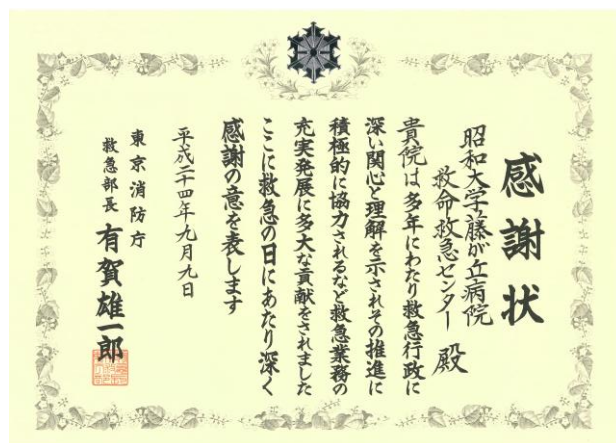 感謝状
昭和大学藤が丘病院
救命救急センター 殿
貴院は多年にわたり救急行政に
深い関心と理解を示されその推進に
積極的に協力されるなど救急業務の
充実発展に多大な貢献をされました
ここに救急の日にあたり深く
感謝の意を表します
平成二十四年九月九日
東京消防庁
救急部長 有賀雄一郎